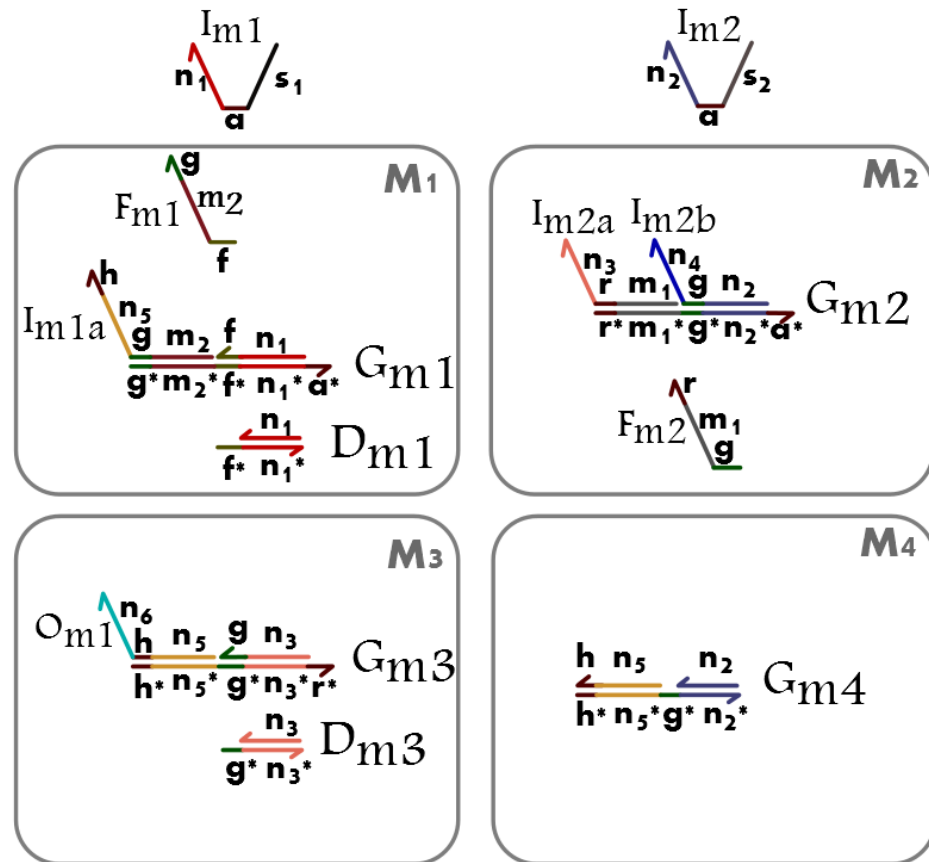 Im1 Im2
n1 s1 n2 s2
a a
M1 M2
g
Fm1 m2
f
Im2a Im2b
h n3 n4
Im1a n5 r m1 g n2
g m2 f n1 Gm2
Gm1 r* m1* g* n2* a*
g* m2* f* n1* a*
r
n1 Dm1 Fm2 m1
f* n1* g
M3 M4
Om1 n6
h n5 g n3 Gm3
h* n5* g* n3* r*
h n5 n2 Gm4
h* n5* g* n2*
n3 Dm3
g* n3*